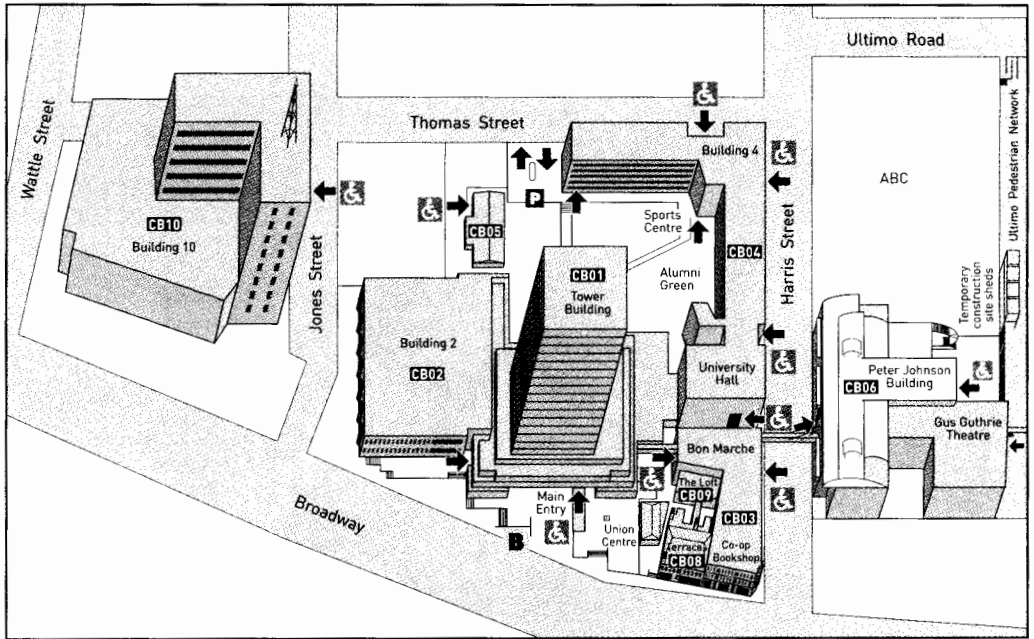 Ultimo Road
Wattle Street
Thomas Street
Building 4
Ultimo Pedestrian Network
ABC
P
CB10
Building 10
CB05
Sports
Centre
CB04
Harris Street
Jones Street
CB01
Tower
Building
Alumni
Green
Temporary
construction
site sheds
Building 2
CB02
University
Hall
Peter Johnson
Building
CB06
Gus Guthrie
Theatre
Bon Marche
Broadway
Main
Entry
B
Union
Centre
The Loft
CB09
CB03
Terrace
CB08
Co-op
Bookshop